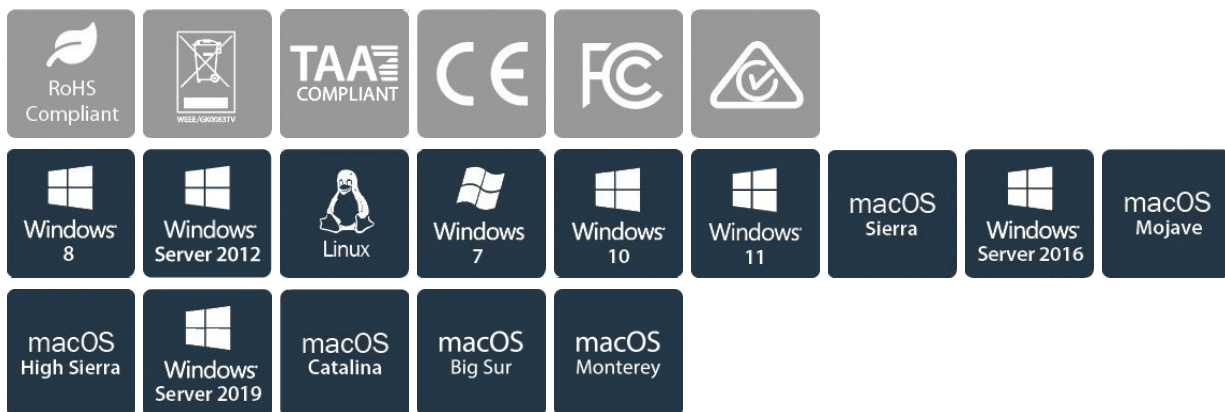 RoHS
Compliant
WEEE/GK0063TV
TAA
COMPLIANT
CE
FC
Windows
8
Windows
Server 2012
Linux
Windows
7
Windows
10
Windows
11
macOS
Sierra
Windows
Server 2016
macOS
Mojave
macOS
High Sierra
Windows
Server 2019
macOS
Catalina
macOS
Big Sur
macOS
Monterey